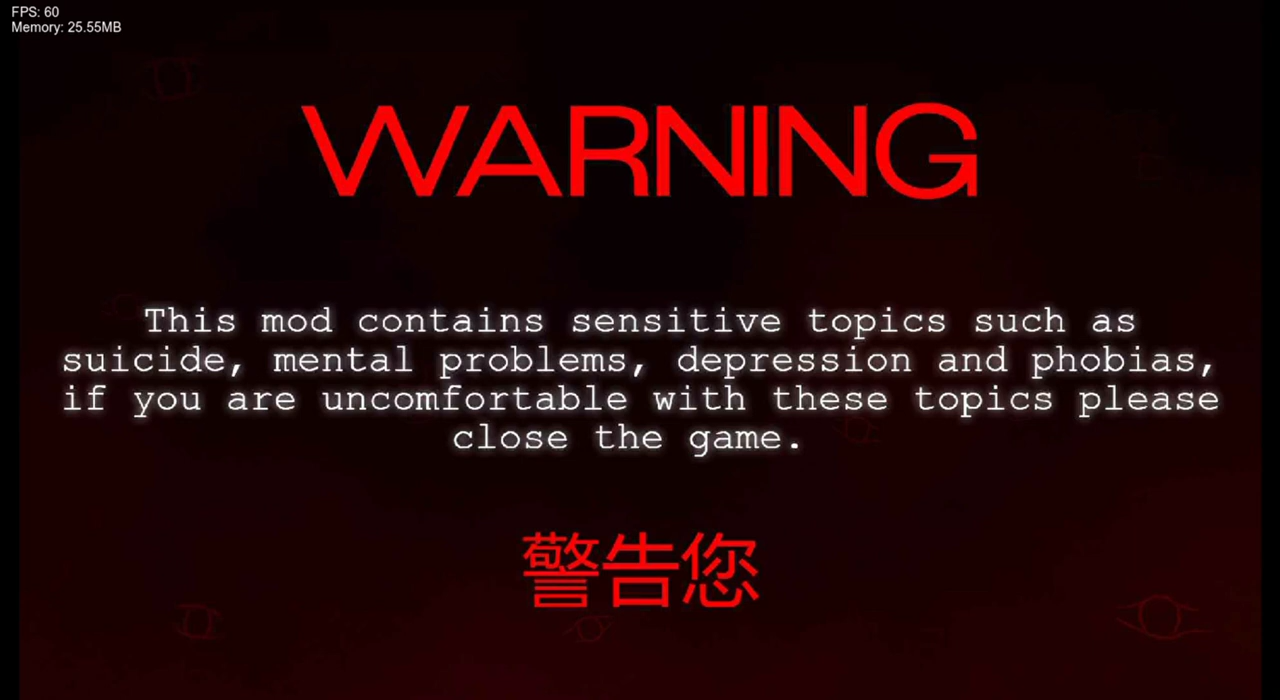 FPS: 60
Memory: 25.55MB
WARNING
This mod contains sensitive topics such as
suicide, mental problems, depression and phobias,
if you are uncomfortable with these topics please
close the game.
警告您